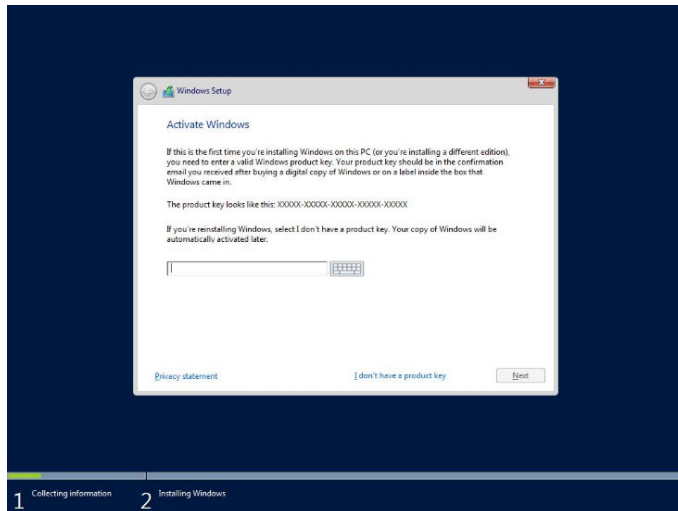 Windows Setup
Activate Windows
If this is the first time you're installing Windows on this PC (or you're installing a different edition),
you need to enter a valid Windows product key. Your product key should be in the confirmation
email you received after buying a digital copy of Windows or on a label inside the box that
Windows came in.
The product key looks like this: XXXXX-XXXXX-XXXXX-XXXXX-XXXXX
If you're reinstalling Windows, select I don't have a product key. Your copy of Windows will be
automatically activated later.
Privacy statement I don't have a product key Next
1 Collecting information 2 Installing Windows